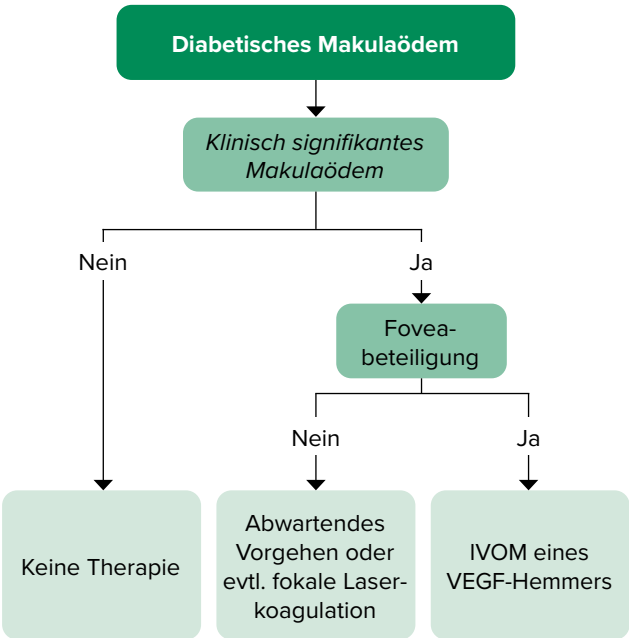 Diabetisches Makulaödem
Klinisch signifikantes
Makulaödem
Nein
Ja
Fovea-
beteiligung
Nein
Ja
Keine Therapie
Abwartendes
Vorgehen oder
evtl. fokale Laser-
koagulation
IVOM eines
VEGF-Hemmers